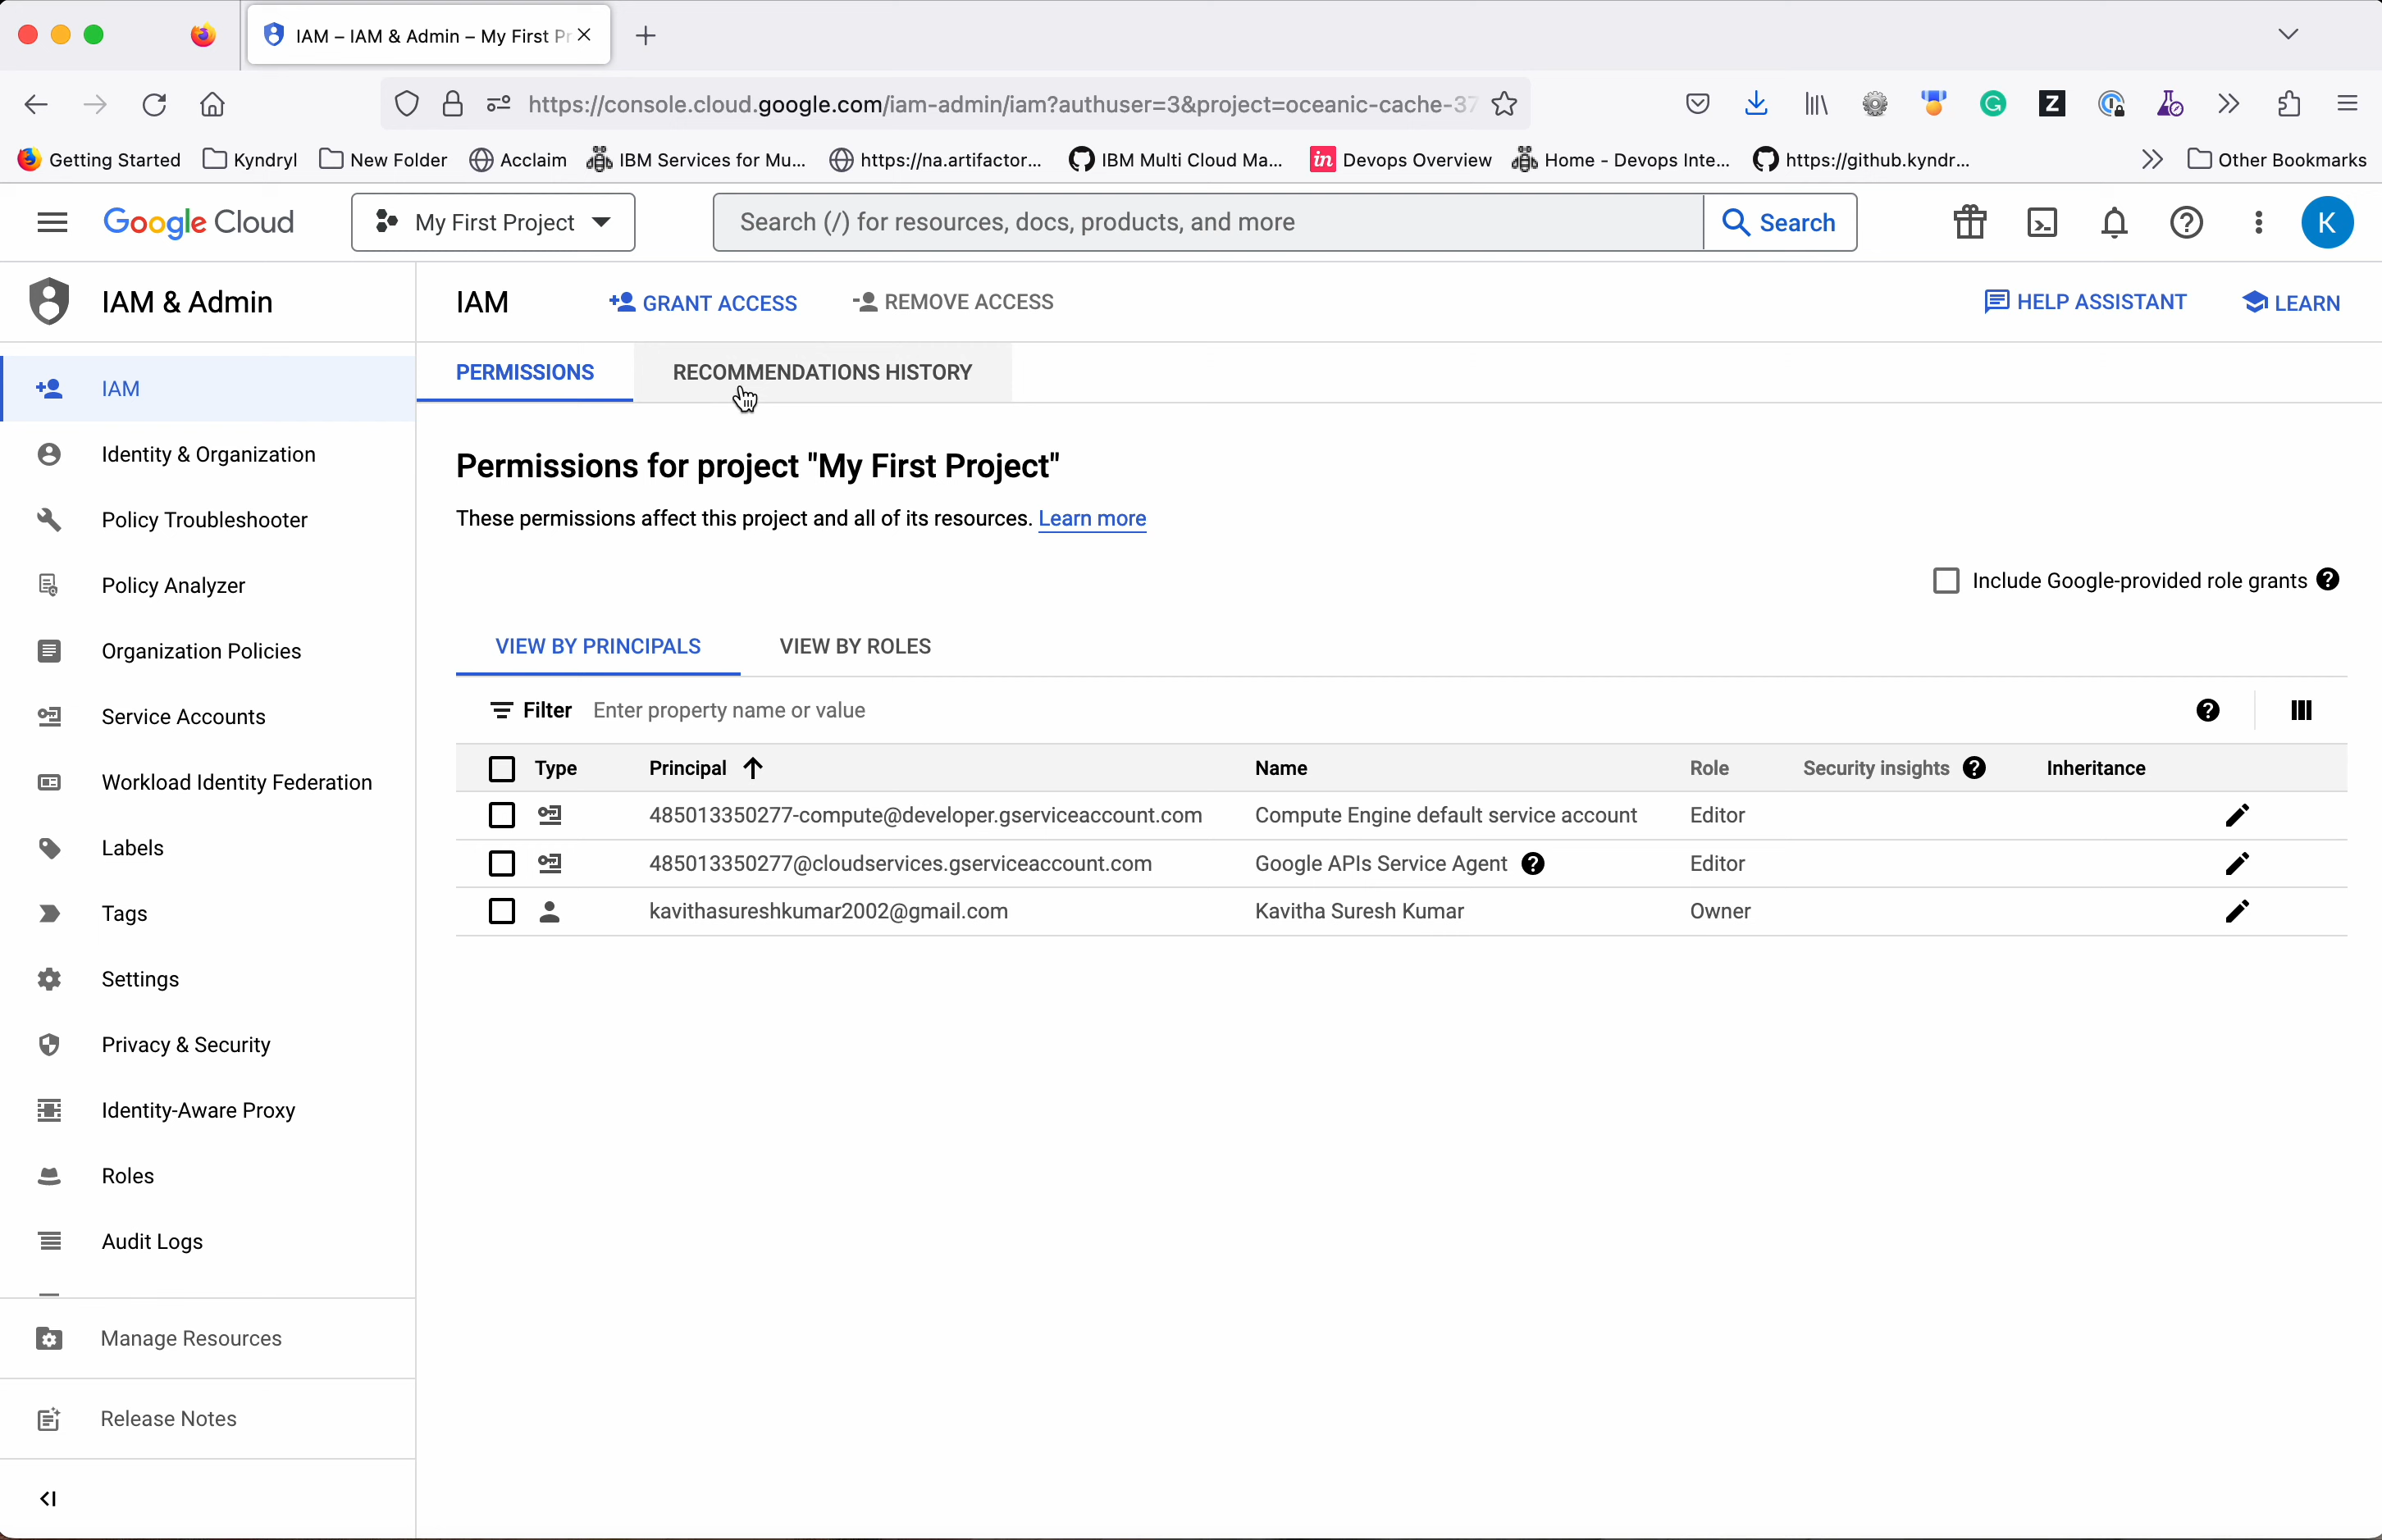 IAM – IAM & Admin – My First Pr
https://console.cloud.google.com/iam-admin/iam?authuser=3&project=oceanic-cache-37
Getting Started Kyndryl New Folder Acclaim IBM Services for Mu... https://na.artifactor... IBM Multi Cloud Ma... in Devops Overview Home - Devops Inte... https://github.kyndr... Other Bookmarks
Google Cloud My First Project Search (/) for resources, docs, products, and more Search K
IAM & Admin
IAM GRANT ACCESS REMOVE ACCESS HELP ASSISTANT LEARN
IAM
Identity & Organization
Policy Troubleshooter
Policy Analyzer
Organization Policies
Service Accounts
Workload Identity Federation
Labels
Tags
Settings
Privacy & Security
Identity-Aware Proxy
Roles
Audit Logs
Manage Resources
Release Notes
PERMISSIONS RECOMMENDATIONS HISTORY
Permissions for project "My First Project"
These permissions affect this project and all of its resources. Learn more
Include Google-provided role grants
VIEW BY PRINCIPALS VIEW BY ROLES
Filter Enter property name or value
Type Principal Name Role Security insights Inheritance
485013350277-compute@developer.gserviceaccount.com Compute Engine default service account Editor
485013350277@cloudservices.gserviceaccount.com Google APIs Service Agent Editor
kavithasureshkumar2002@gmail.com Kavitha Suresh Kumar Owner